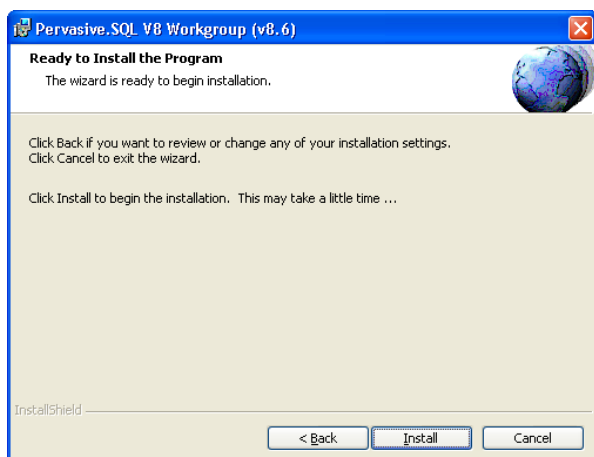 Pervasive.SQL V8 Workgroup (v8.6)
Ready to Install the Program
The wizard is ready to begin installation.
Click Back if you want to review or change any of your installation settings.
Click Cancel to exit the wizard.
Click Install to begin the installation. This may take a little time ...
InstallShield
< Back Install Cancel